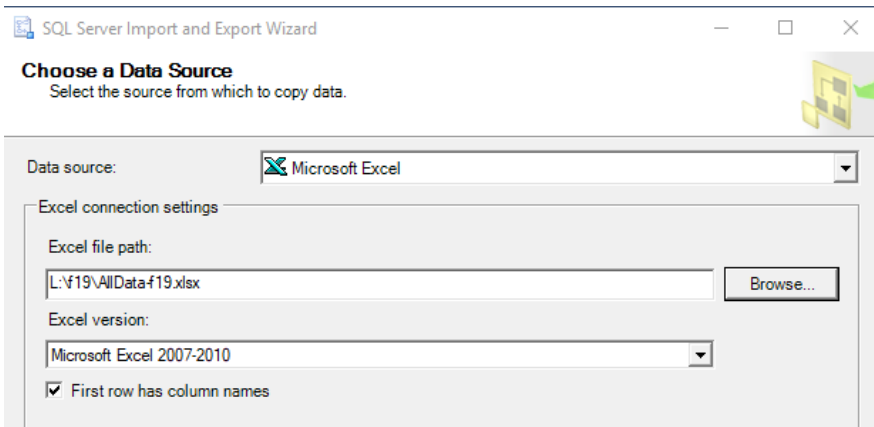 SQL Server Import and Export Wizard
Choose a Data Source
Select the source from which to copy data.
Data source:
Microsoft Excel
Excel connection settings
Excel file path:
L:\f19\AllData-f19.xlsx
Browse...
Excel version:
Microsoft Excel 2007-2010
First row has column names